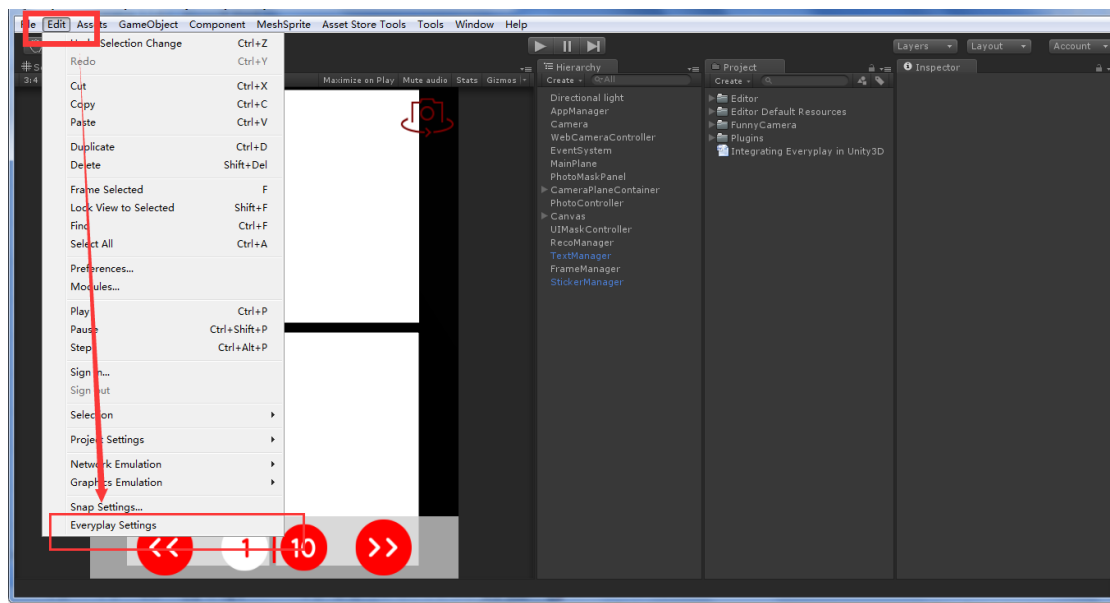 File Edit Assets GameObject Component MeshSprite Asset Store Tools Tools Window Help
Undo Selection Change Ctrl+Z
Redo Ctrl+Y
Cut Ctrl+X
Copy Ctrl+C
Paste Ctrl+V
Duplicate Ctrl+D
Delete Shift+Del
Frame Selected F
Lock View to Selected Shift+F
Find Ctrl+F
Select All Ctrl+A
Preferences...
Modules...
Play Ctrl+P
Pause Ctrl+Shift+P
Step Ctrl+Alt+P
Sign in...
Sign out
Selection
Project Settings
Network Emulation
Graphics Emulation
Snap Settings...
Everyplay Settings
3:4
Maximize on Play Mute audio Stats Gizmos
1 10
Layers Layout Account
Hierarchy
Create All
Directional light
AppManager
Camera
WebCameraController
EventSystem
MainPlane
PhotoMaskPanel
CameraPlaneContainer
PhotoController
Canvas
UIMaskController
RecoManager
TextManager
FrameManager
StickerManager
Project
Create
Editor
Editor Default Resources
FunnyCamera
Plugins
Integrating Everyplay in Unity3D
Inspector